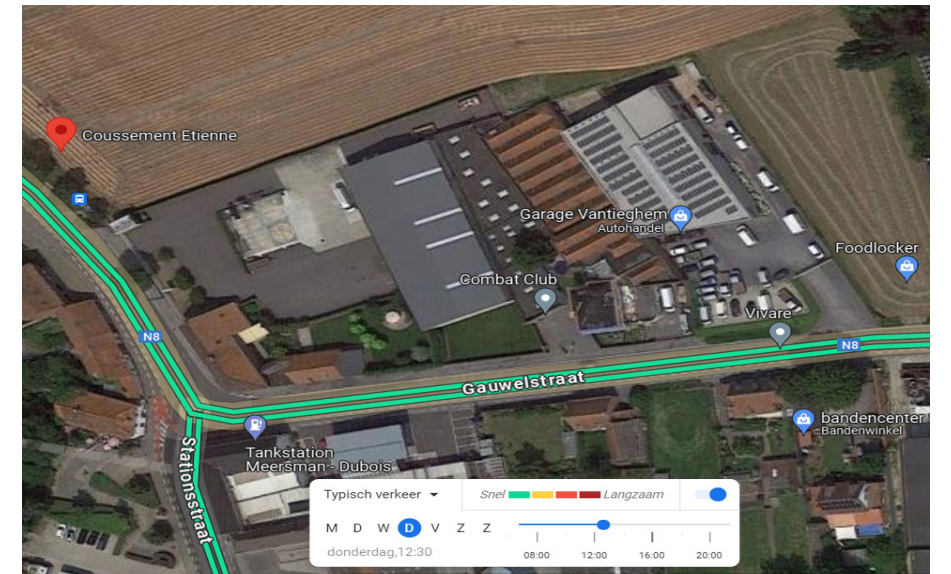 Coussement Etienne
Garage Vantieghem
Autohandel
Foodlocker
Combat Club
Vivare
N8
N8
Gauwelstraat
bandencenter
Bandenwinkel
Tankstation
Meersman - Dubois
Stationsstraat
Typisch verkeer
Snel
Langzaam
M D W D V Z Z
donderdag,12:30
08:00 12:00 16:00 20:00